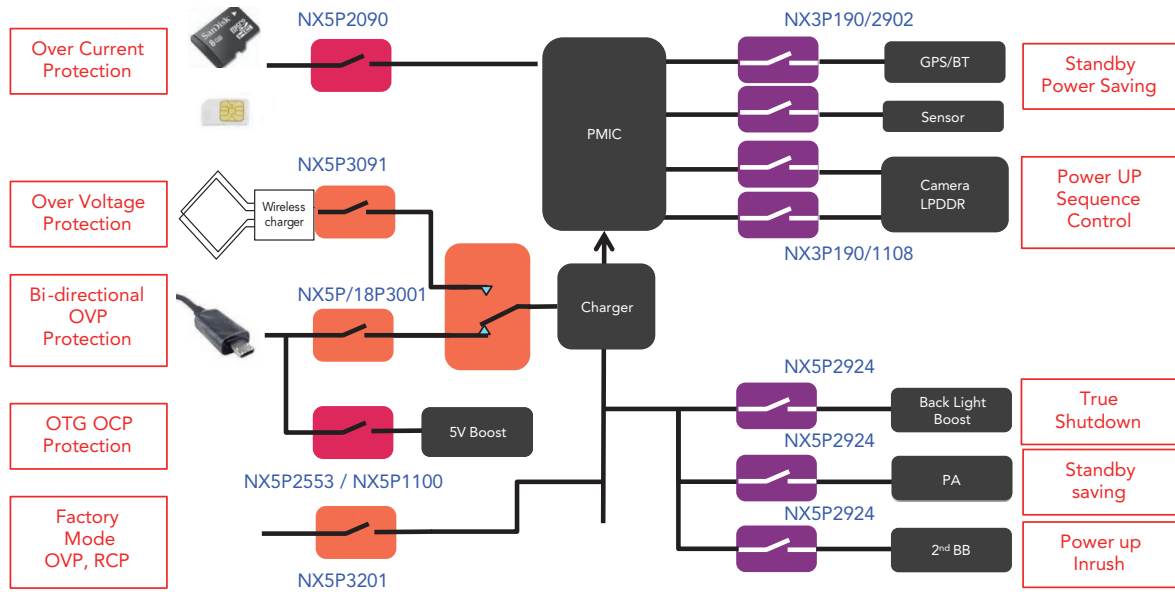 Over Current
Protection
SanDisk
8GB
NX5P2090
PMIC
NX3P190/2902
GPS/BT
Sensor
Standby
Power Saving
Over Voltage
Protection
NX5P3091
Wireless
charger
Camera
LPDDR
NX3P190/1108
Power UP
Sequence
Control
Bi-directional
OVP
Protection
NX5P/18P3001
Charger
OTG OCP
Protection
5V Boost
NX5P2553 / NX5P1100
Factory
Mode
OVP, RCP
NX5P3201
NX5P2924
Back Light
Boost
True
Shutdown
NX5P2924
PA
Standby
saving
NX5P2924
2nd BB
Power up
Inrush